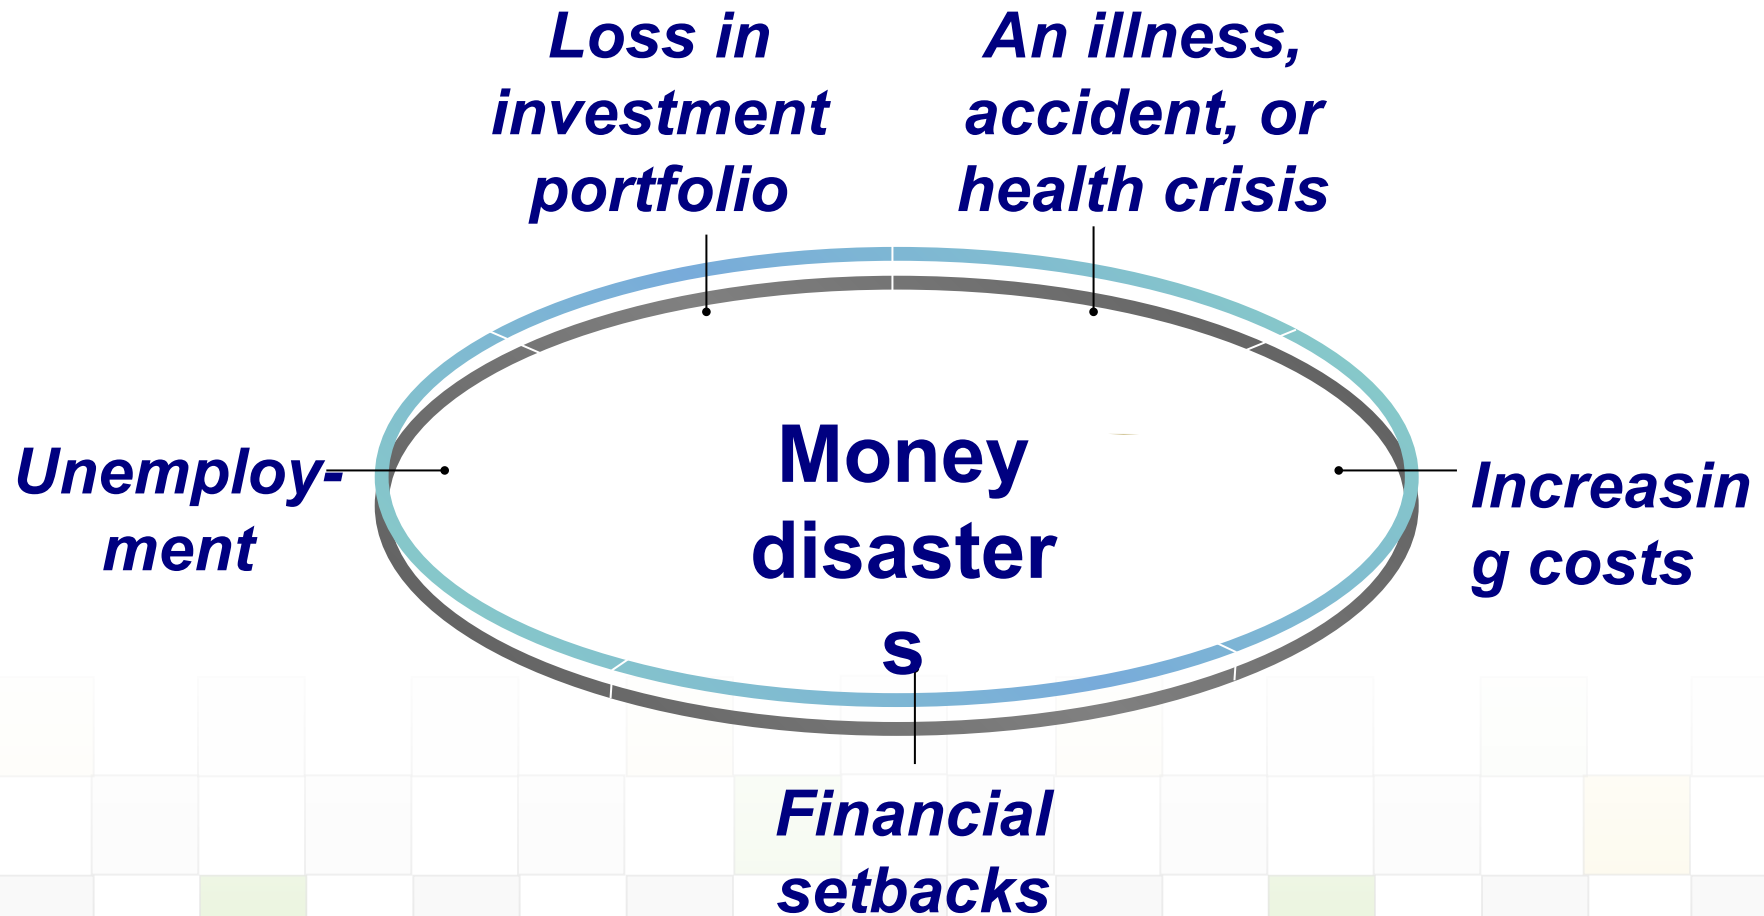 Loss in
investment
portfolio
An illness,
accident, or
health crisis
Unemploy-
ment
Money
disaster
s
Increasin
g costs
Financial
setbacks